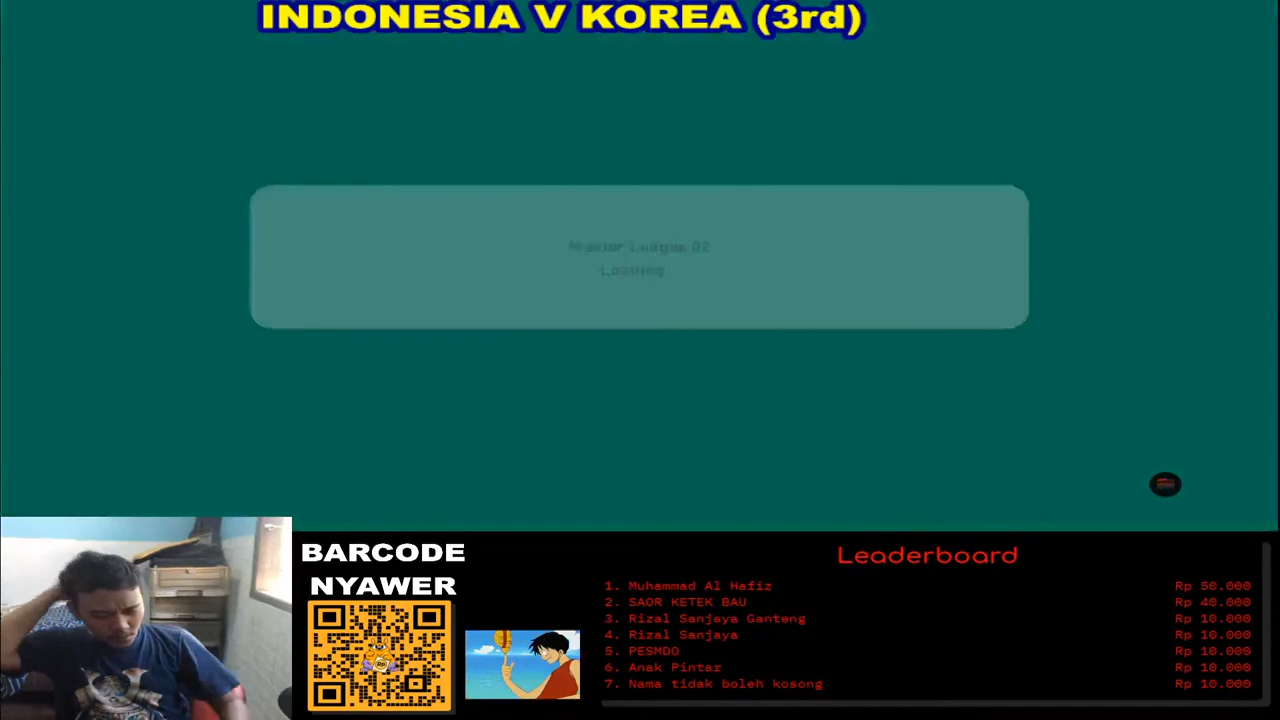 INDONESIA V KOREA (3rd)
BARCODE
NYAWER
Leaderboard
1. Muhammad Al Hafiz Rp 50.000
2. SAOR KETEK BAU Rp 40.000
3. Rizal Sanjaya Ganteng Rp 10.000
4. Rizal Sanjaya Rp 10.000
5. PESMDO Rp 10.000
6. Anak Pintar Rp 10.000
7. Nama tidak boleh kosong Rp 10.000